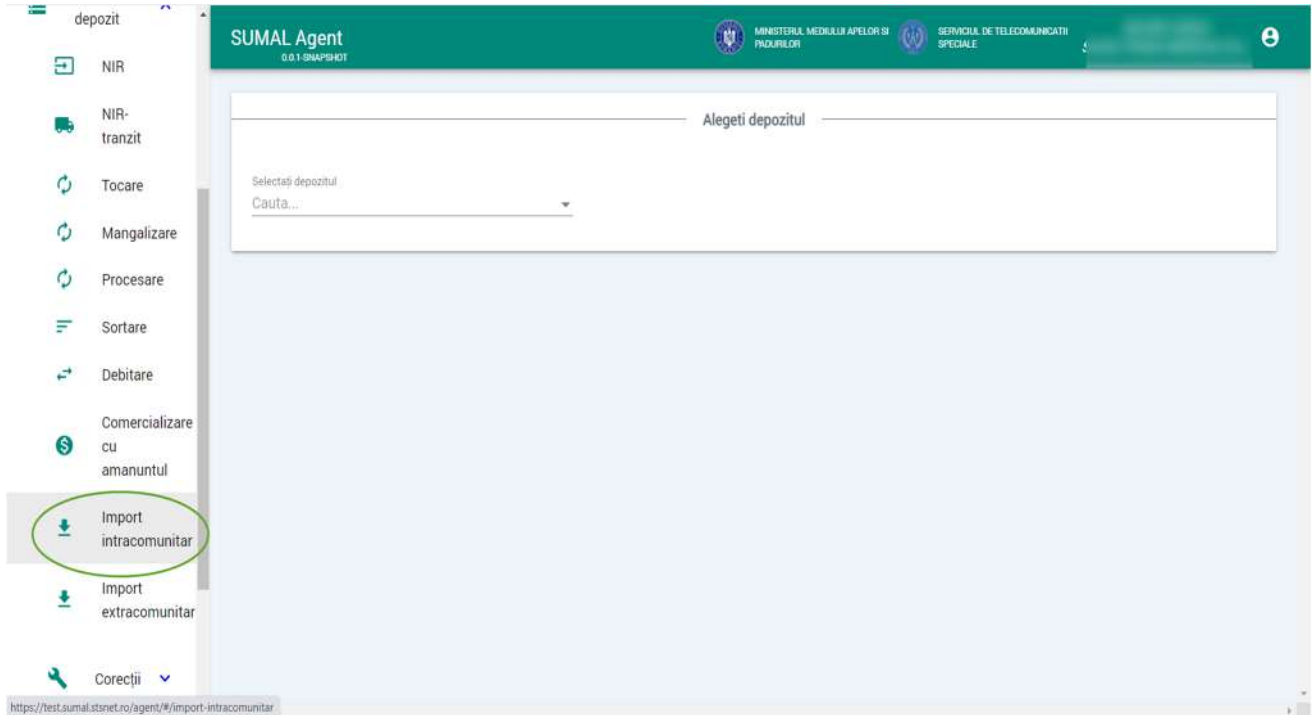 depozit
NIR
NIR-
tranzit
Tocare
Mangalizare
Procesare
Sortare
Debitare
Comercializare
cu
amanuntul
Import
intracomunitar
Import
extracomunitar
Corecții
https://test.sumal.stsnet.ro/agent/#/import-intracomunitar
SUMAL Agent
0.0.1-SNAPSHOT
MINISTERUL MEDIULUI APELOR SI
PADURILOR
SERVICIUL DE TELECOMUNICATII
SPECIALE
Alegeti depozitul
Selectați depozitul
Cauta...